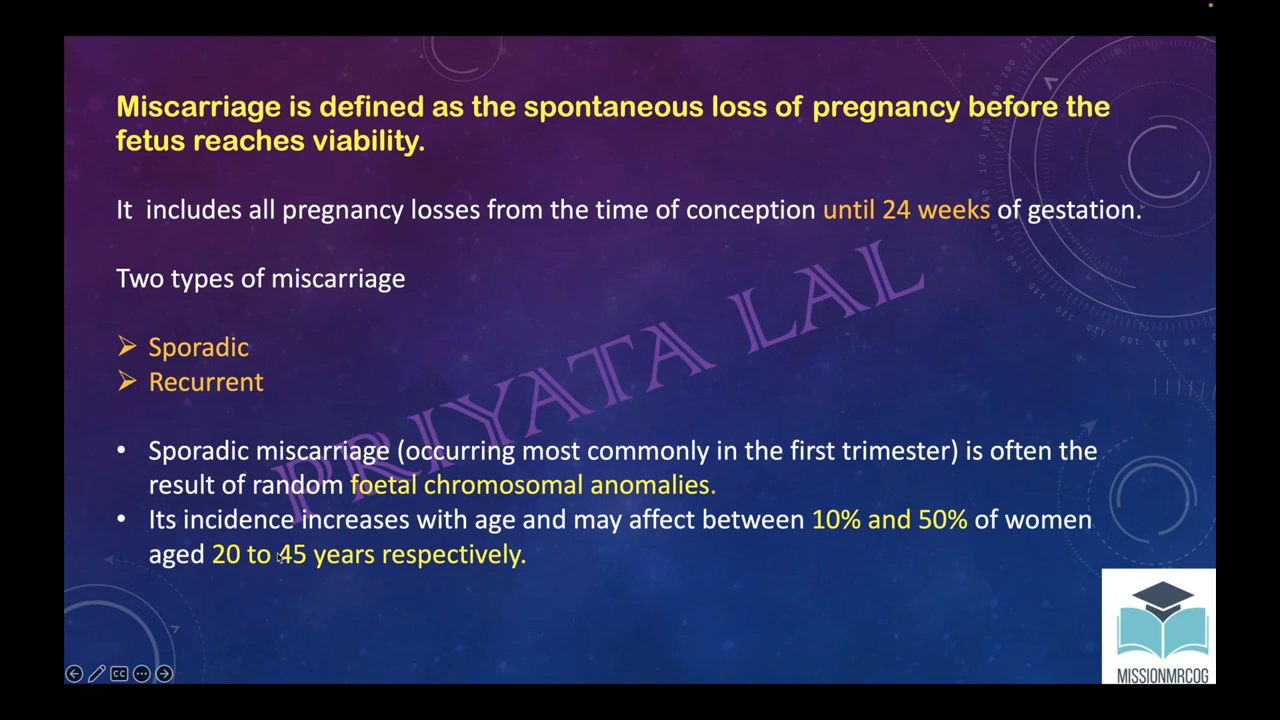 Miscarriage is defined as the spontaneous loss of pregnancy before the
fetus reaches viability.
It includes all pregnancy losses from the time of conception until 24 weeks of gestation.
Two types of miscarriage
➢ Sporadic
➢ Recurrent
• Sporadic miscarriage (occurring most commonly in the first trimester) is often the
result of random foetal chromosomal anomalies.
• Its incidence increases with age and may affect between 10% and 50% of women
aged 20 to 45 years respectively.
PRIYATA LAL
CC
MISSIONMRCOG